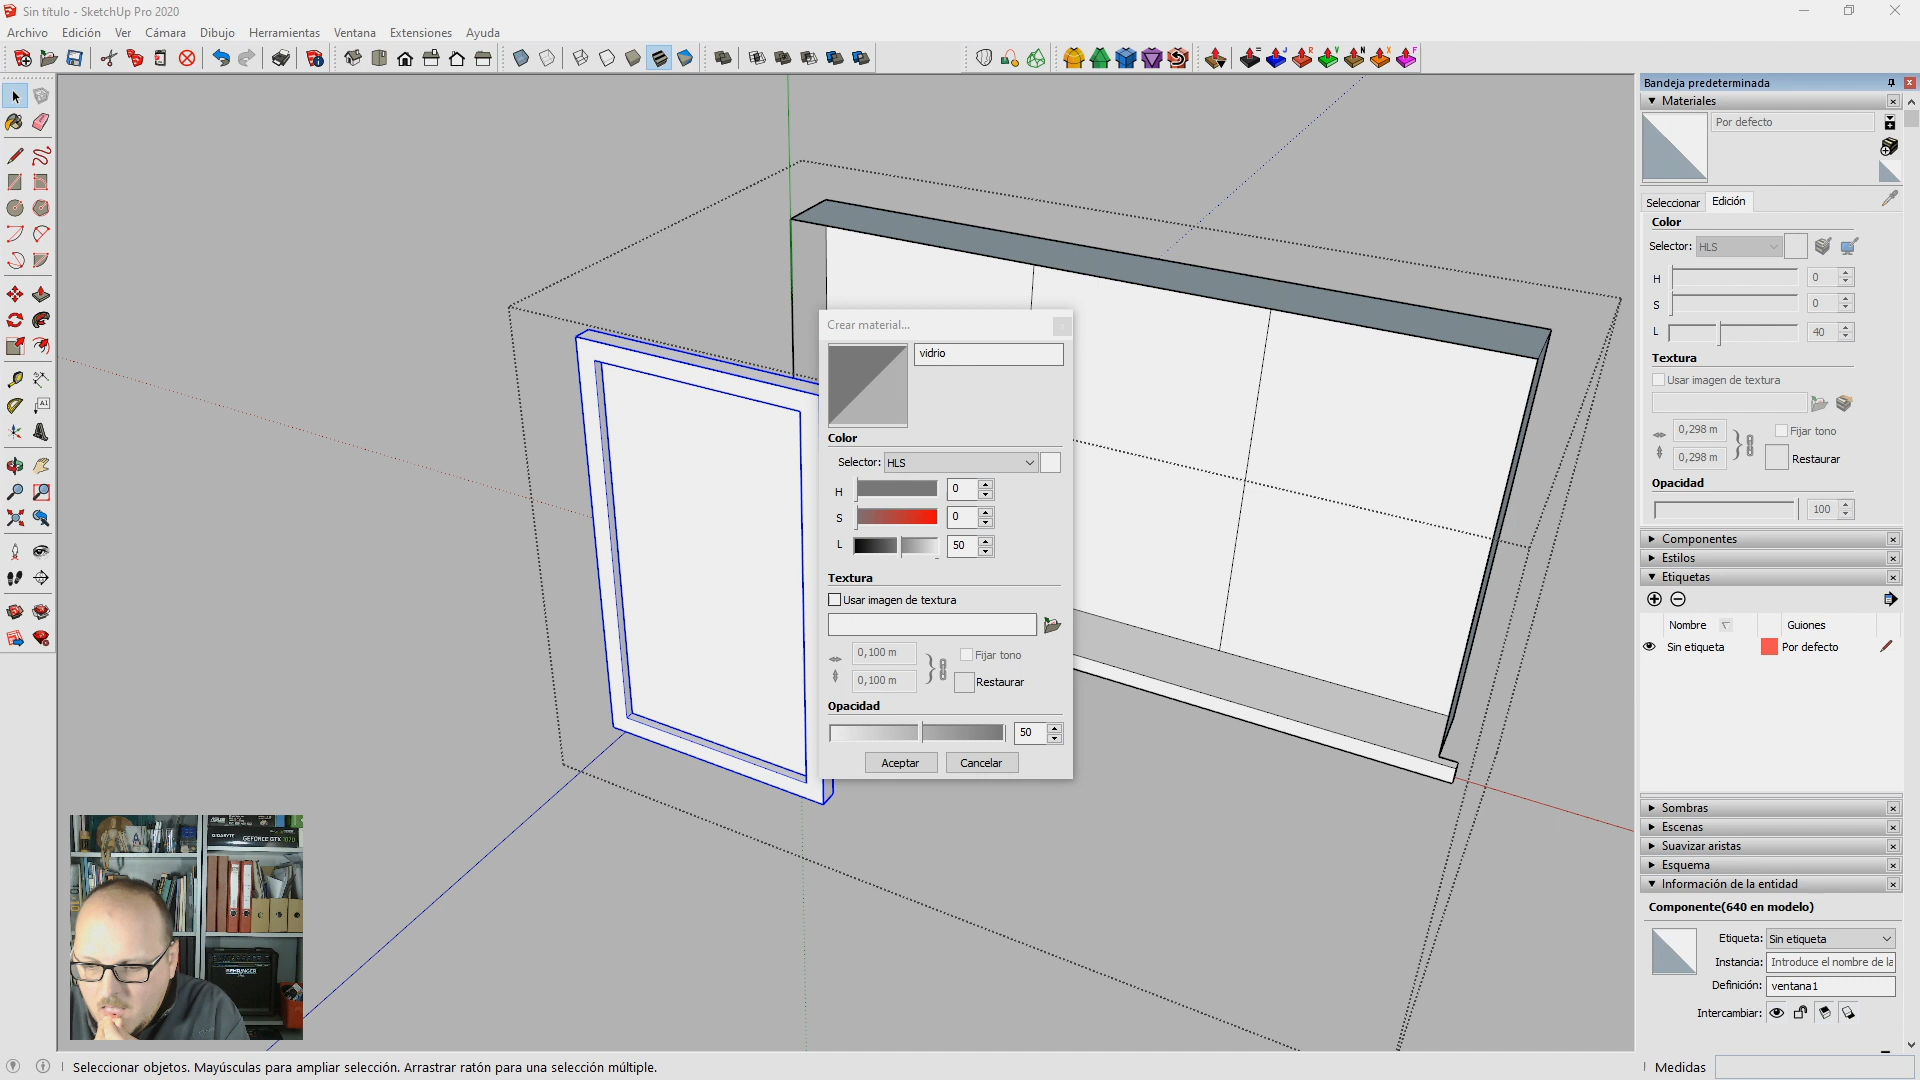 Sin título - SketchUp Pro 2020
Archivo Edición Ver Cámara Dibujo Herramientas Ventana Extensiones Ayuda
Bandeja predeterminada
Materiales
Por defecto
Seleccionar Edición
Color
Selector: HLS
H 0
S 0
L 40
Textura
Usar imagen de textura
0,298 m Fijar tono
0,298 m Restaurar
Opacidad
100
Componentes
Estilos
Etiquetas
Nombre Guiones
Sin etiqueta Por defecto
Sombras
Escenas
Suavizar aristas
Esquema
Información de la entidad
Componente(640 en modelo)
Etiqueta: Sin etiqueta
Instancia: Introduce el nombre de la
Definición: ventana1
Intercambiar:
Crear material...
vidrio
Color
Selector: HLS
H 0
S 0
L 50
Textura
Usar imagen de textura
0,100 m Fijar tono
0,100 m Restaurar
Opacidad
50
Aceptar Cancelar
GIGABYTE GEFORCE GTX 1070
BEHRINGER
Seleccionar objetos. Mayúsculas para ampliar selección. Arrastrar ratón para una selección múltiple.
Medidas